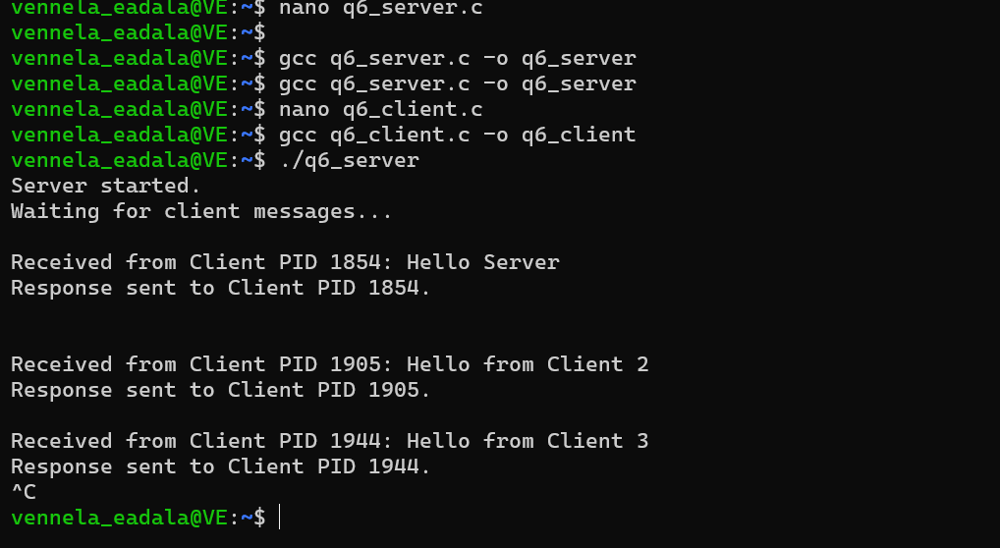 vennela_eadala@VE:~$ nano q6_server.c
vennela_eadala@VE:~$
vennela_eadala@VE:~$ gcc q6_server.c -o q6_server
vennela_eadala@VE:~$ gcc q6_server.c -o q6_server
vennela_eadala@VE:~$ nano q6_client.c
vennela_eadala@VE:~$ gcc q6_client.c -o q6_client
vennela_eadala@VE:~$ ./q6_server
Server started.
Waiting for client messages...
Received from Client PID 1854: Hello Server
Response sent to Client PID 1854.
Received from Client PID 1905: Hello from Client 2
Response sent to Client PID 1905.
Received from Client PID 1944: Hello from Client 3
Response sent to Client PID 1944.
^C
vennela_eadala@VE:~$